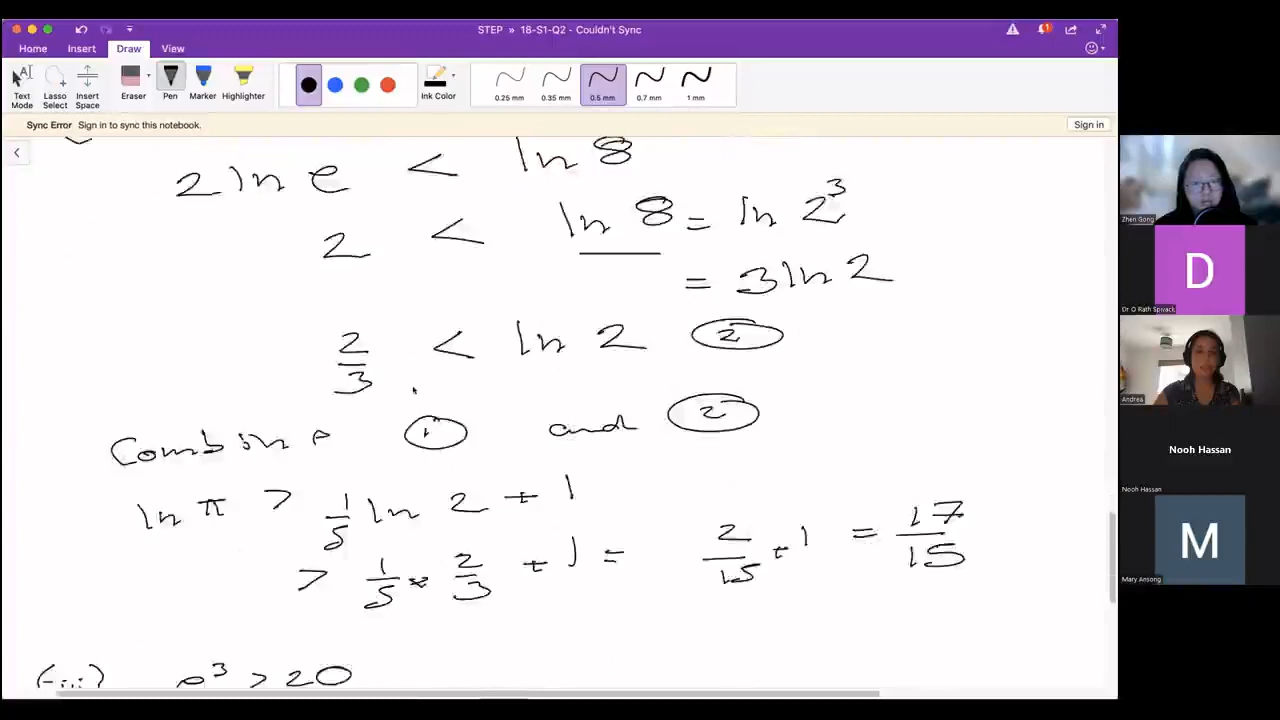 STEP » 18-S1-Q2 - Couldn't Sync
Home Insert Draw View
Text Mode
Lasso Select
Insert Space
Eraser
Pen
Marker
Highlighter
Ink Color
0.25 mm 0.35 mm 0.5 mm 0.7 mm 1 mm
Sync Error Sign in to sync this notebook.
Sign in
2 ln e < ln 8
2 < ln 8 = ln 2³
= 3 ln 2
2/3 < ln 2 ②
Combine ① and ②
ln π > 1/5 ln 2 + 1
> 1/5 × 2/3 + 1 = 2/15 + 1 = 17/15
(iii) e³ > 20
Zhen Gong
D
Dr O Rath Spivack
Andrea
Nooh Hassan
Nooh Hassan
M
Mary Ansong